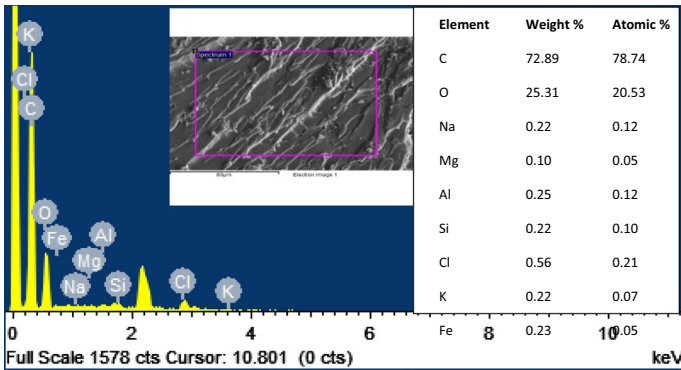 K
Cl
C
O
Fe
Al
Mg
Na
Si
Cl
K
Spectrum 1
80µm Electron Image 1
Element Weight % Atomic %
C 72.89 78.74
O 25.31 20.53
Na 0.22 0.12
Mg 0.10 0.05
Al 0.25 0.12
Si 0.22 0.10
Cl 0.56 0.21
K 0.22 0.07
Fe 0.23 0.05
0 2 4 6 8 10
Full Scale 1578 cts Cursor: 10.801 (0 cts) keV